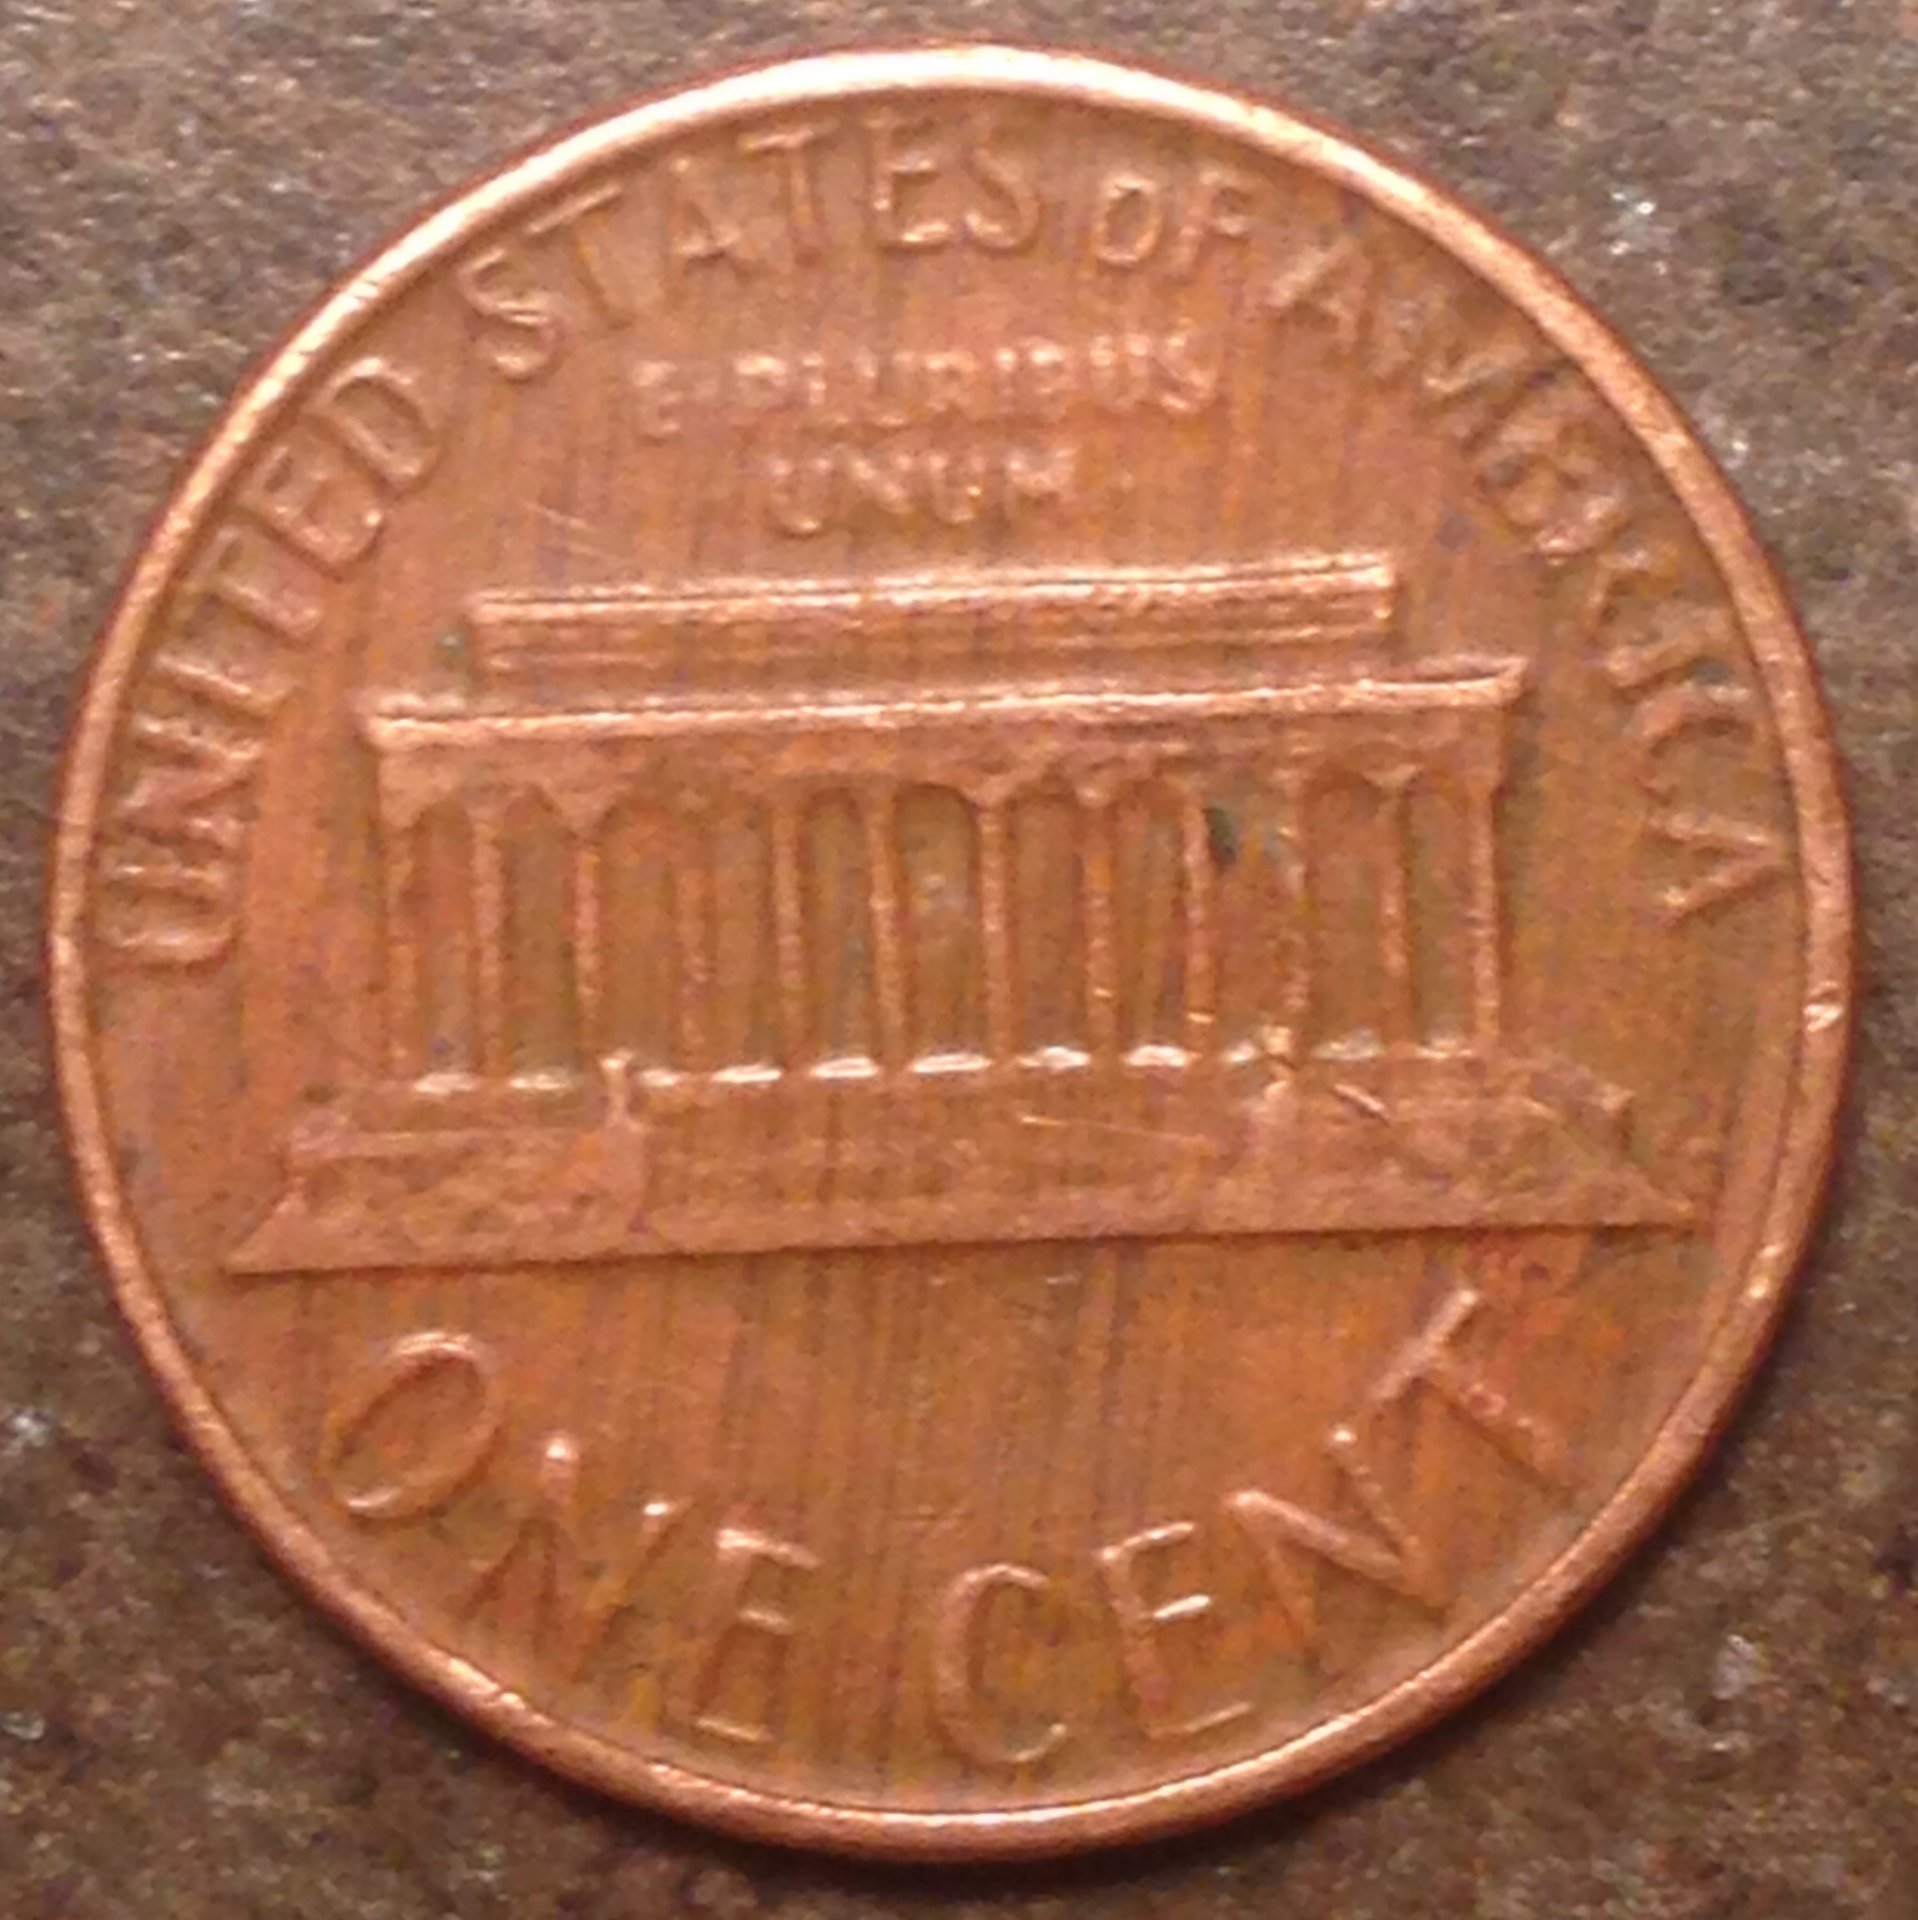 UNITED STATES OF AMERICA
E PLURIBUS
UNUM
ONE CENT